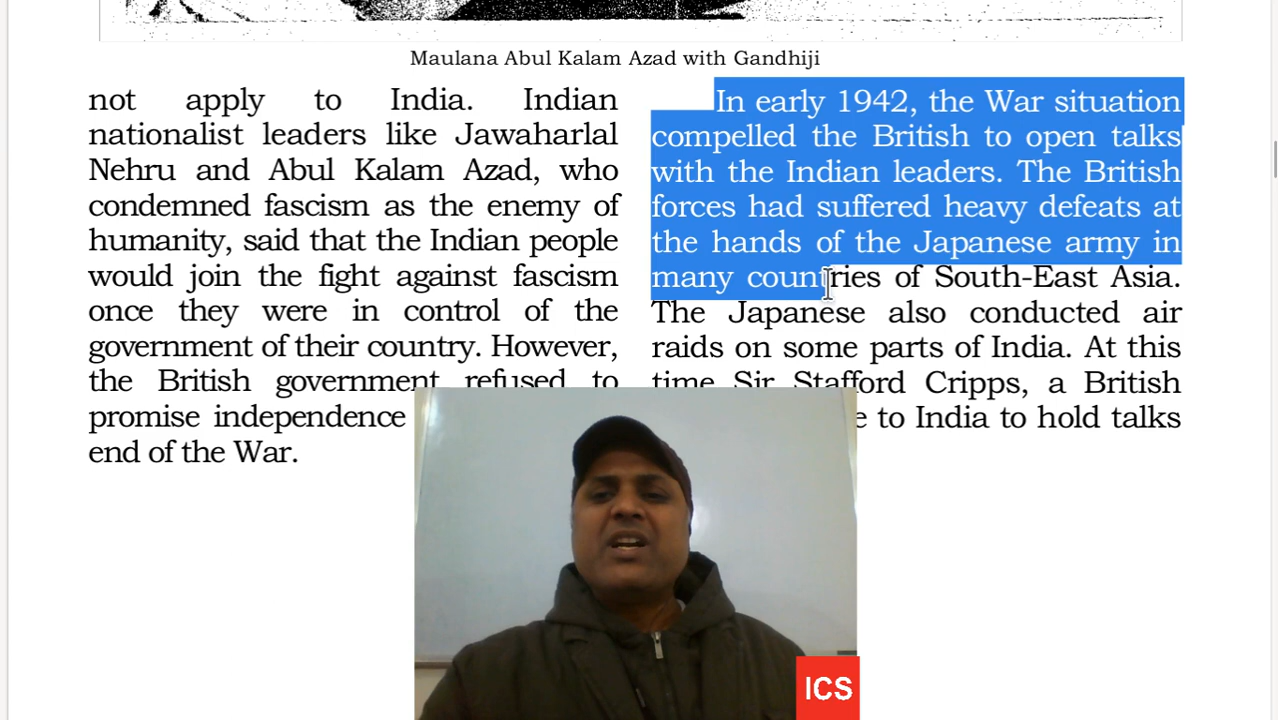 Maulana Abul Kalam Azad with Gandhiji
not apply to India. Indian
nationalist leaders like Jawaharlal
Nehru and Abul Kalam Azad, who
condemned fascism as the enemy of
humanity, said that the Indian people
would join the fight against fascism
once they were in control of the
government of their country. However,
the British government refused to
promise independence
end of the War.
In early 1942, the War situation
compelled the British to open talks
with the Indian leaders. The British
forces had suffered heavy defeats at
the hands of the Japanese army in
many countries of South-East Asia.
The Japanese also conducted air
raids on some parts of India. At this
time Sir Stafford Cripps, a British
to India to hold talks
ICS